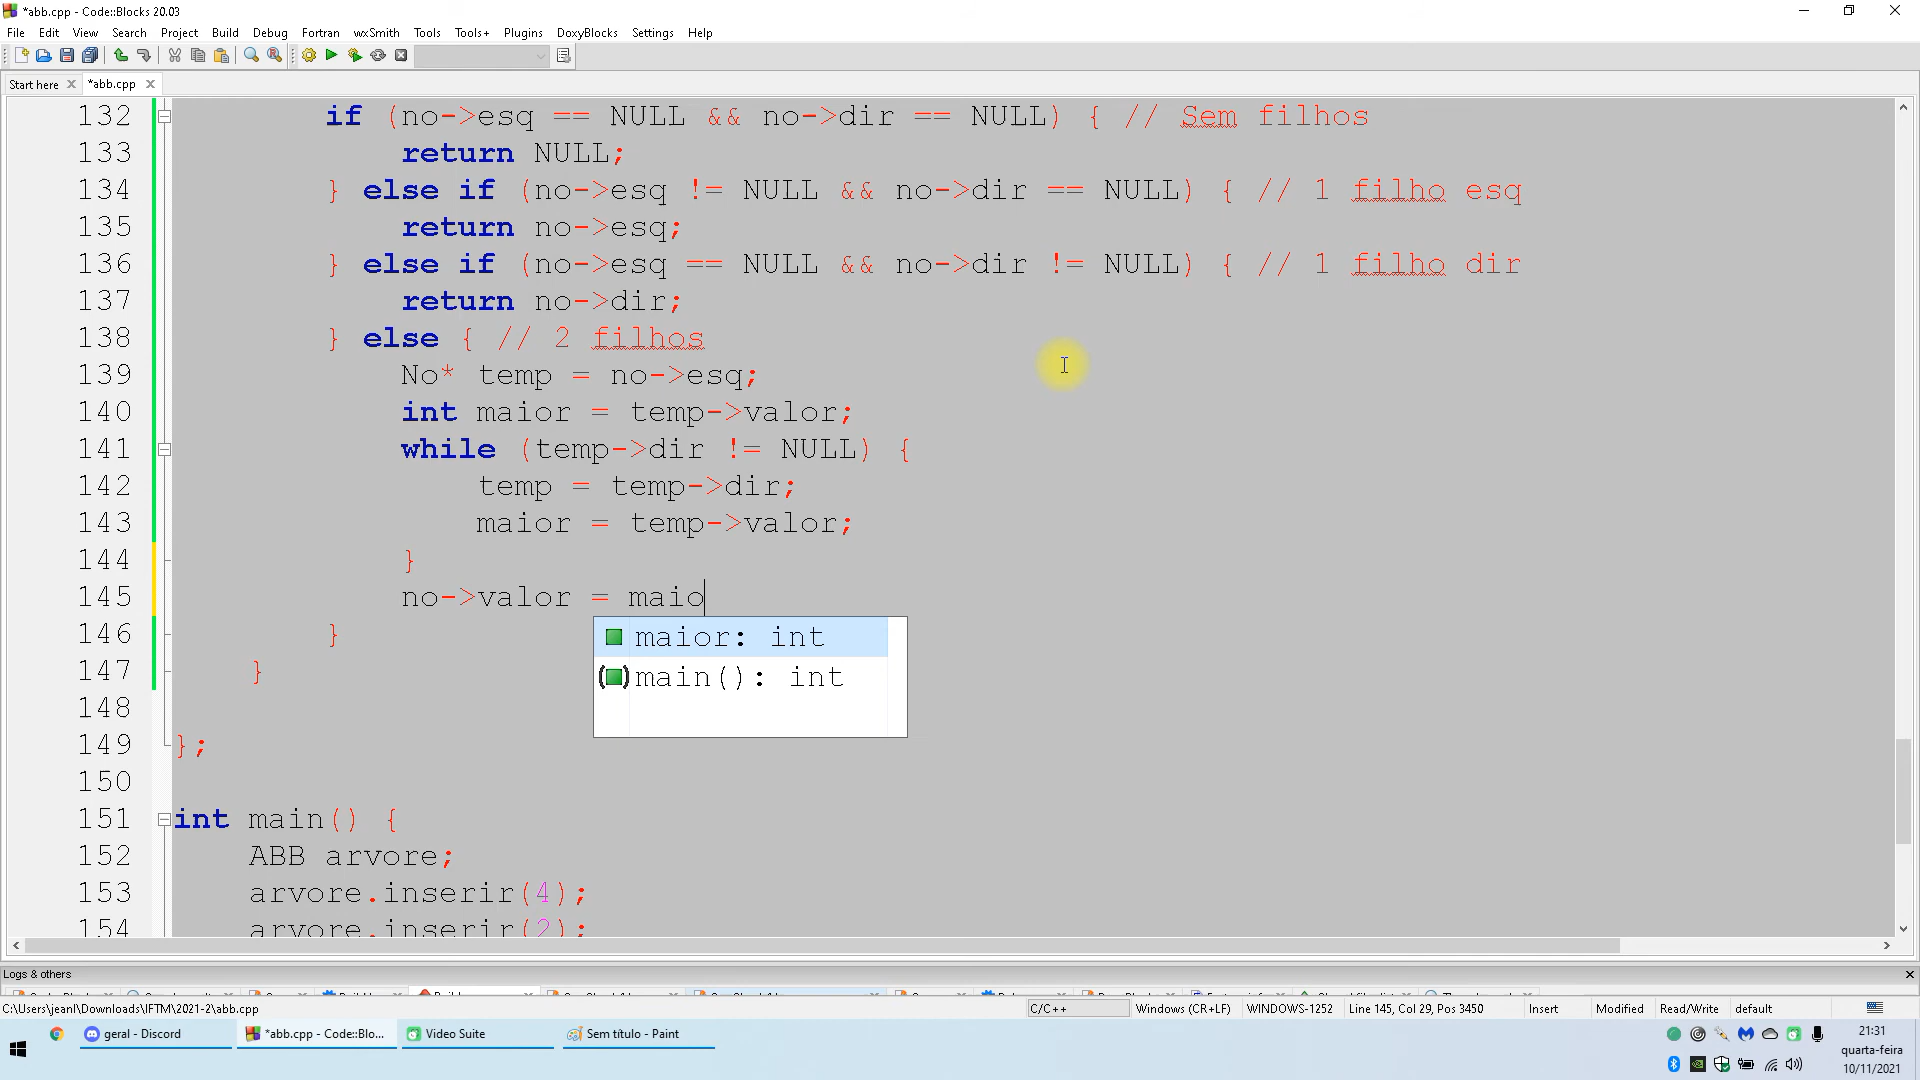 *abb.cpp - Code::Blocks 20.03
File Edit View Search Project Build Debug Fortran wxSmith Tools Tools+ Plugins DoxyBlocks Settings Help
Start here *abb.cpp
132 if (no->esq == NULL && no->dir == NULL) { // Sem filhos
133 return NULL;
134 } else if (no->esq != NULL && no->dir == NULL) { // 1 filho esq
135 return no->esq;
136 } else if (no->esq == NULL && no->dir != NULL) { // 1 filho dir
137 return no->dir;
138 } else { // 2 filhos
139 No* temp = no->esq;
140 int maior = temp->valor;
141 while (temp->dir != NULL) {
142 temp = temp->dir;
143 maior = temp->valor;
144 }
145 no->valor = maio
maior: int
146 }
main(): int
147 }
148
149 };
150
151 int main() {
152 ABB arvore;
153 arvore.inserir(4);
154 arvore.inserir(2);
Logs & others
C:\Users\jeanl\Downloads\IFTM\2021-2\abb.cpp C/C++ Windows (CR+LF) WINDOWS-1252 Line 145, Col 29, Pos 3450 Insert Modified Read/Write default
geral - Discord *abb.cpp - Code::Blo... Video Suite Sem título - Paint
21:31
quarta-feira
10/11/2021